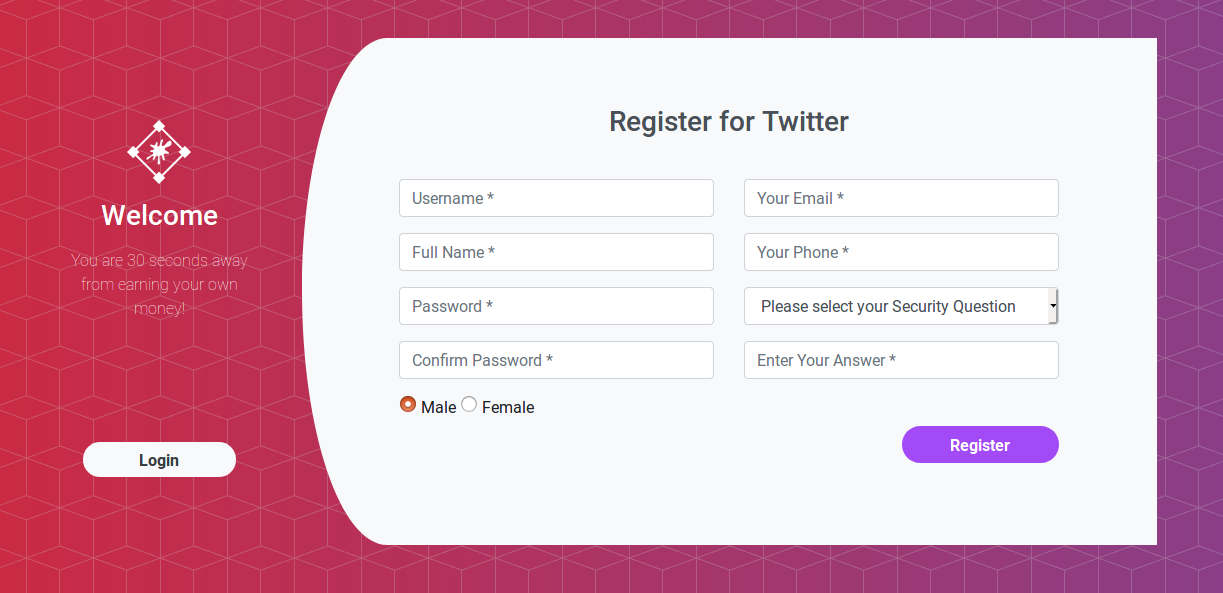 Welcome
You are 30 seconds away
from earning your own
money!
Login
Register for Twitter
Username *
Your Email *
Full Name *
Your Phone *
Password *
Please select your Security Question
Confirm Password *
Enter Your Answer *
Male Female
Register